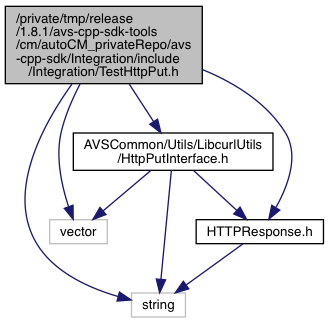 /private/tmp/release
/1.8.1/avs-cpp-sdk-tools
/cm/autoCM_privateRepo/avs
-cpp-sdk/Integration/include
/Integration/TestHttpPut.h
AVSCommon/Utils/LibcurlUtils
/HttpPutInterface.h
vector
HTTPResponse.h
string